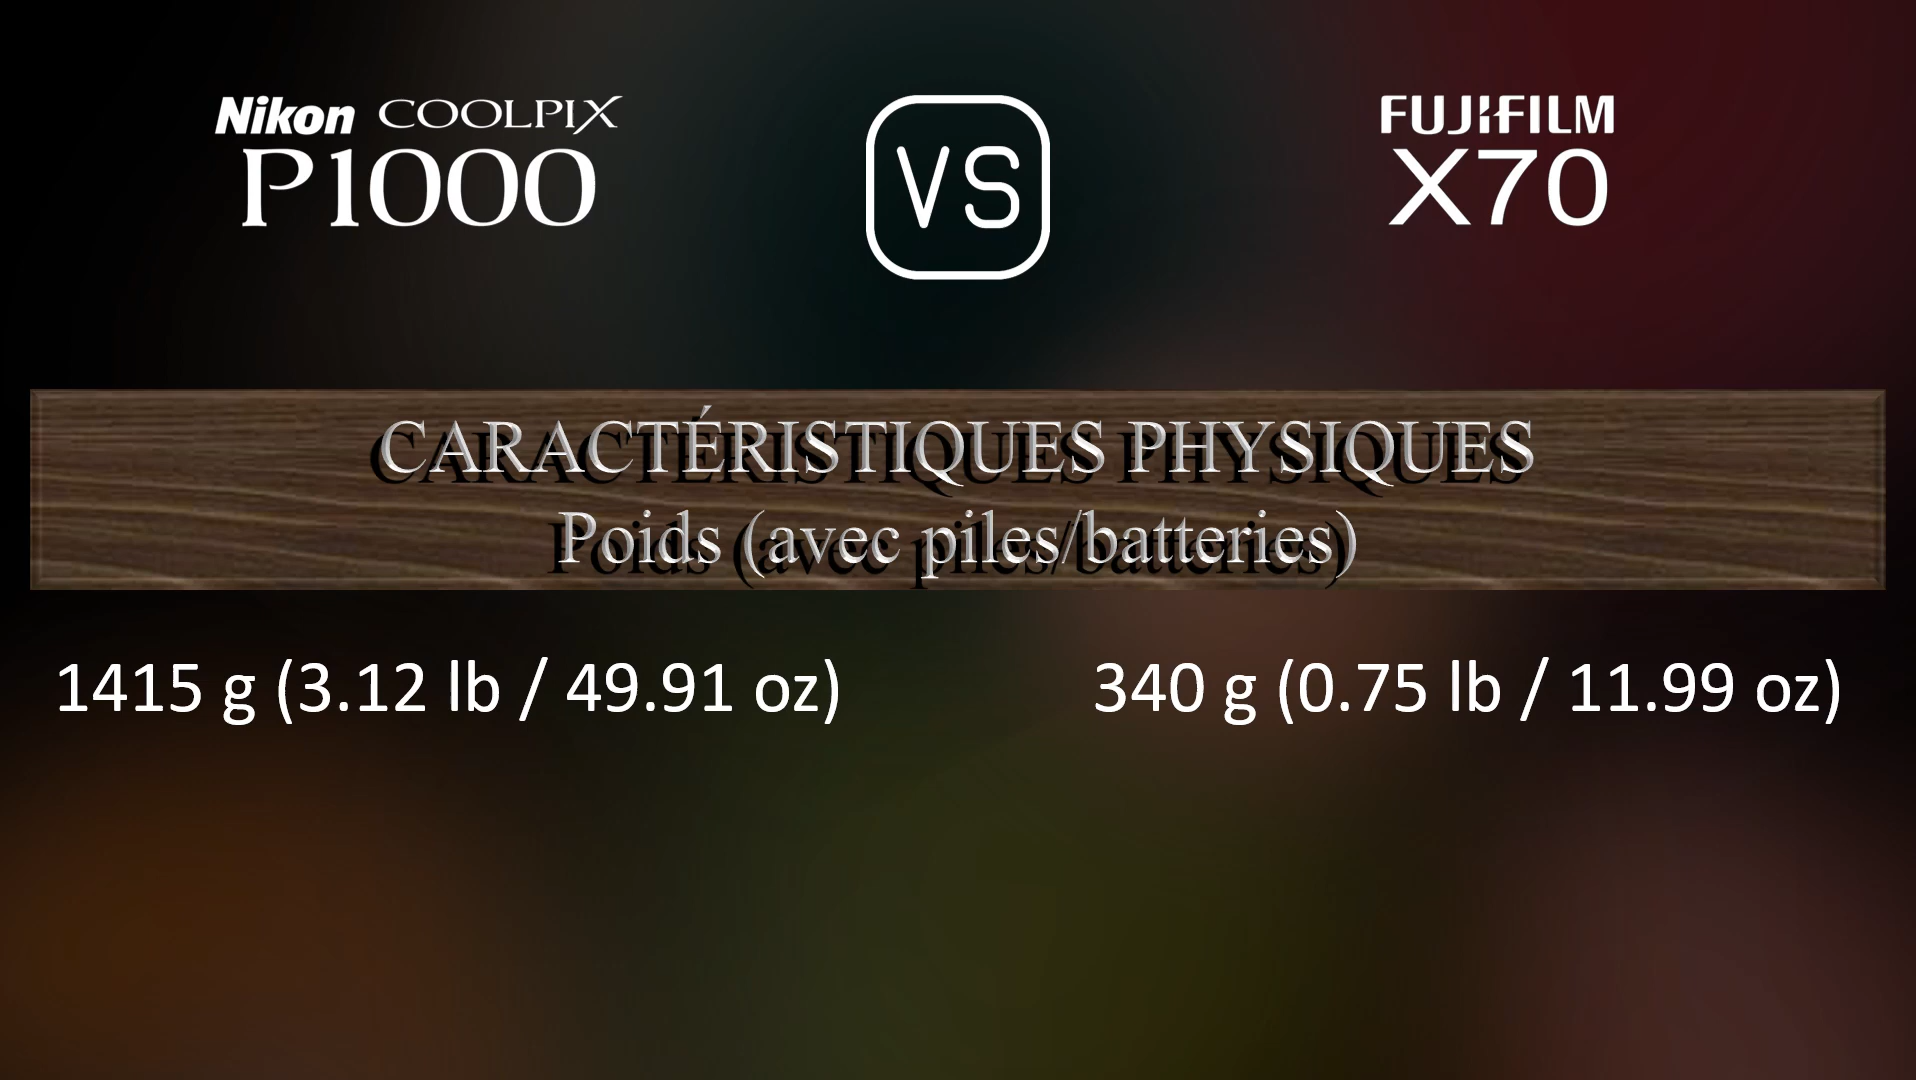 Nikon COOLPIX
P1000
VS
FUJIFILM
X70
CARACTÉRISTIQUES PHYSIQUES
Poids (avec piles/batteries)
1415 g (3.12 lb / 49.91 oz)
340 g (0.75 lb / 11.99 oz)